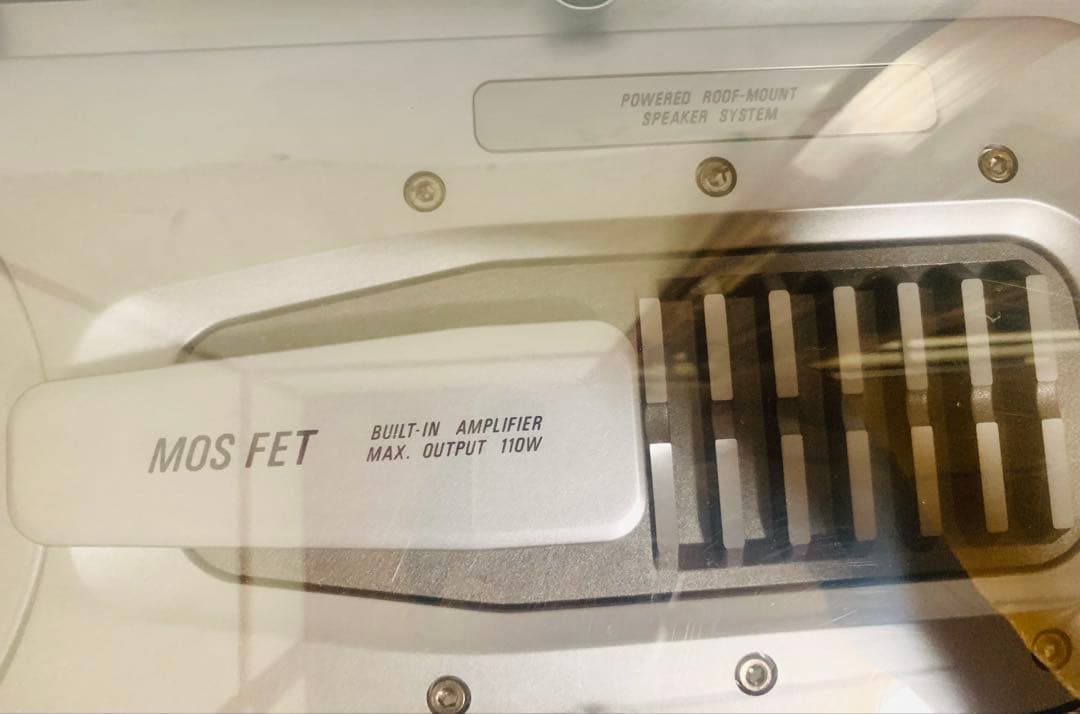 POWERED ROOF-MOUNT
SPEAKER SYSTEM
MOS FET
BUILT-IN AMPLIFIER
MAX. OUTPUT 110W